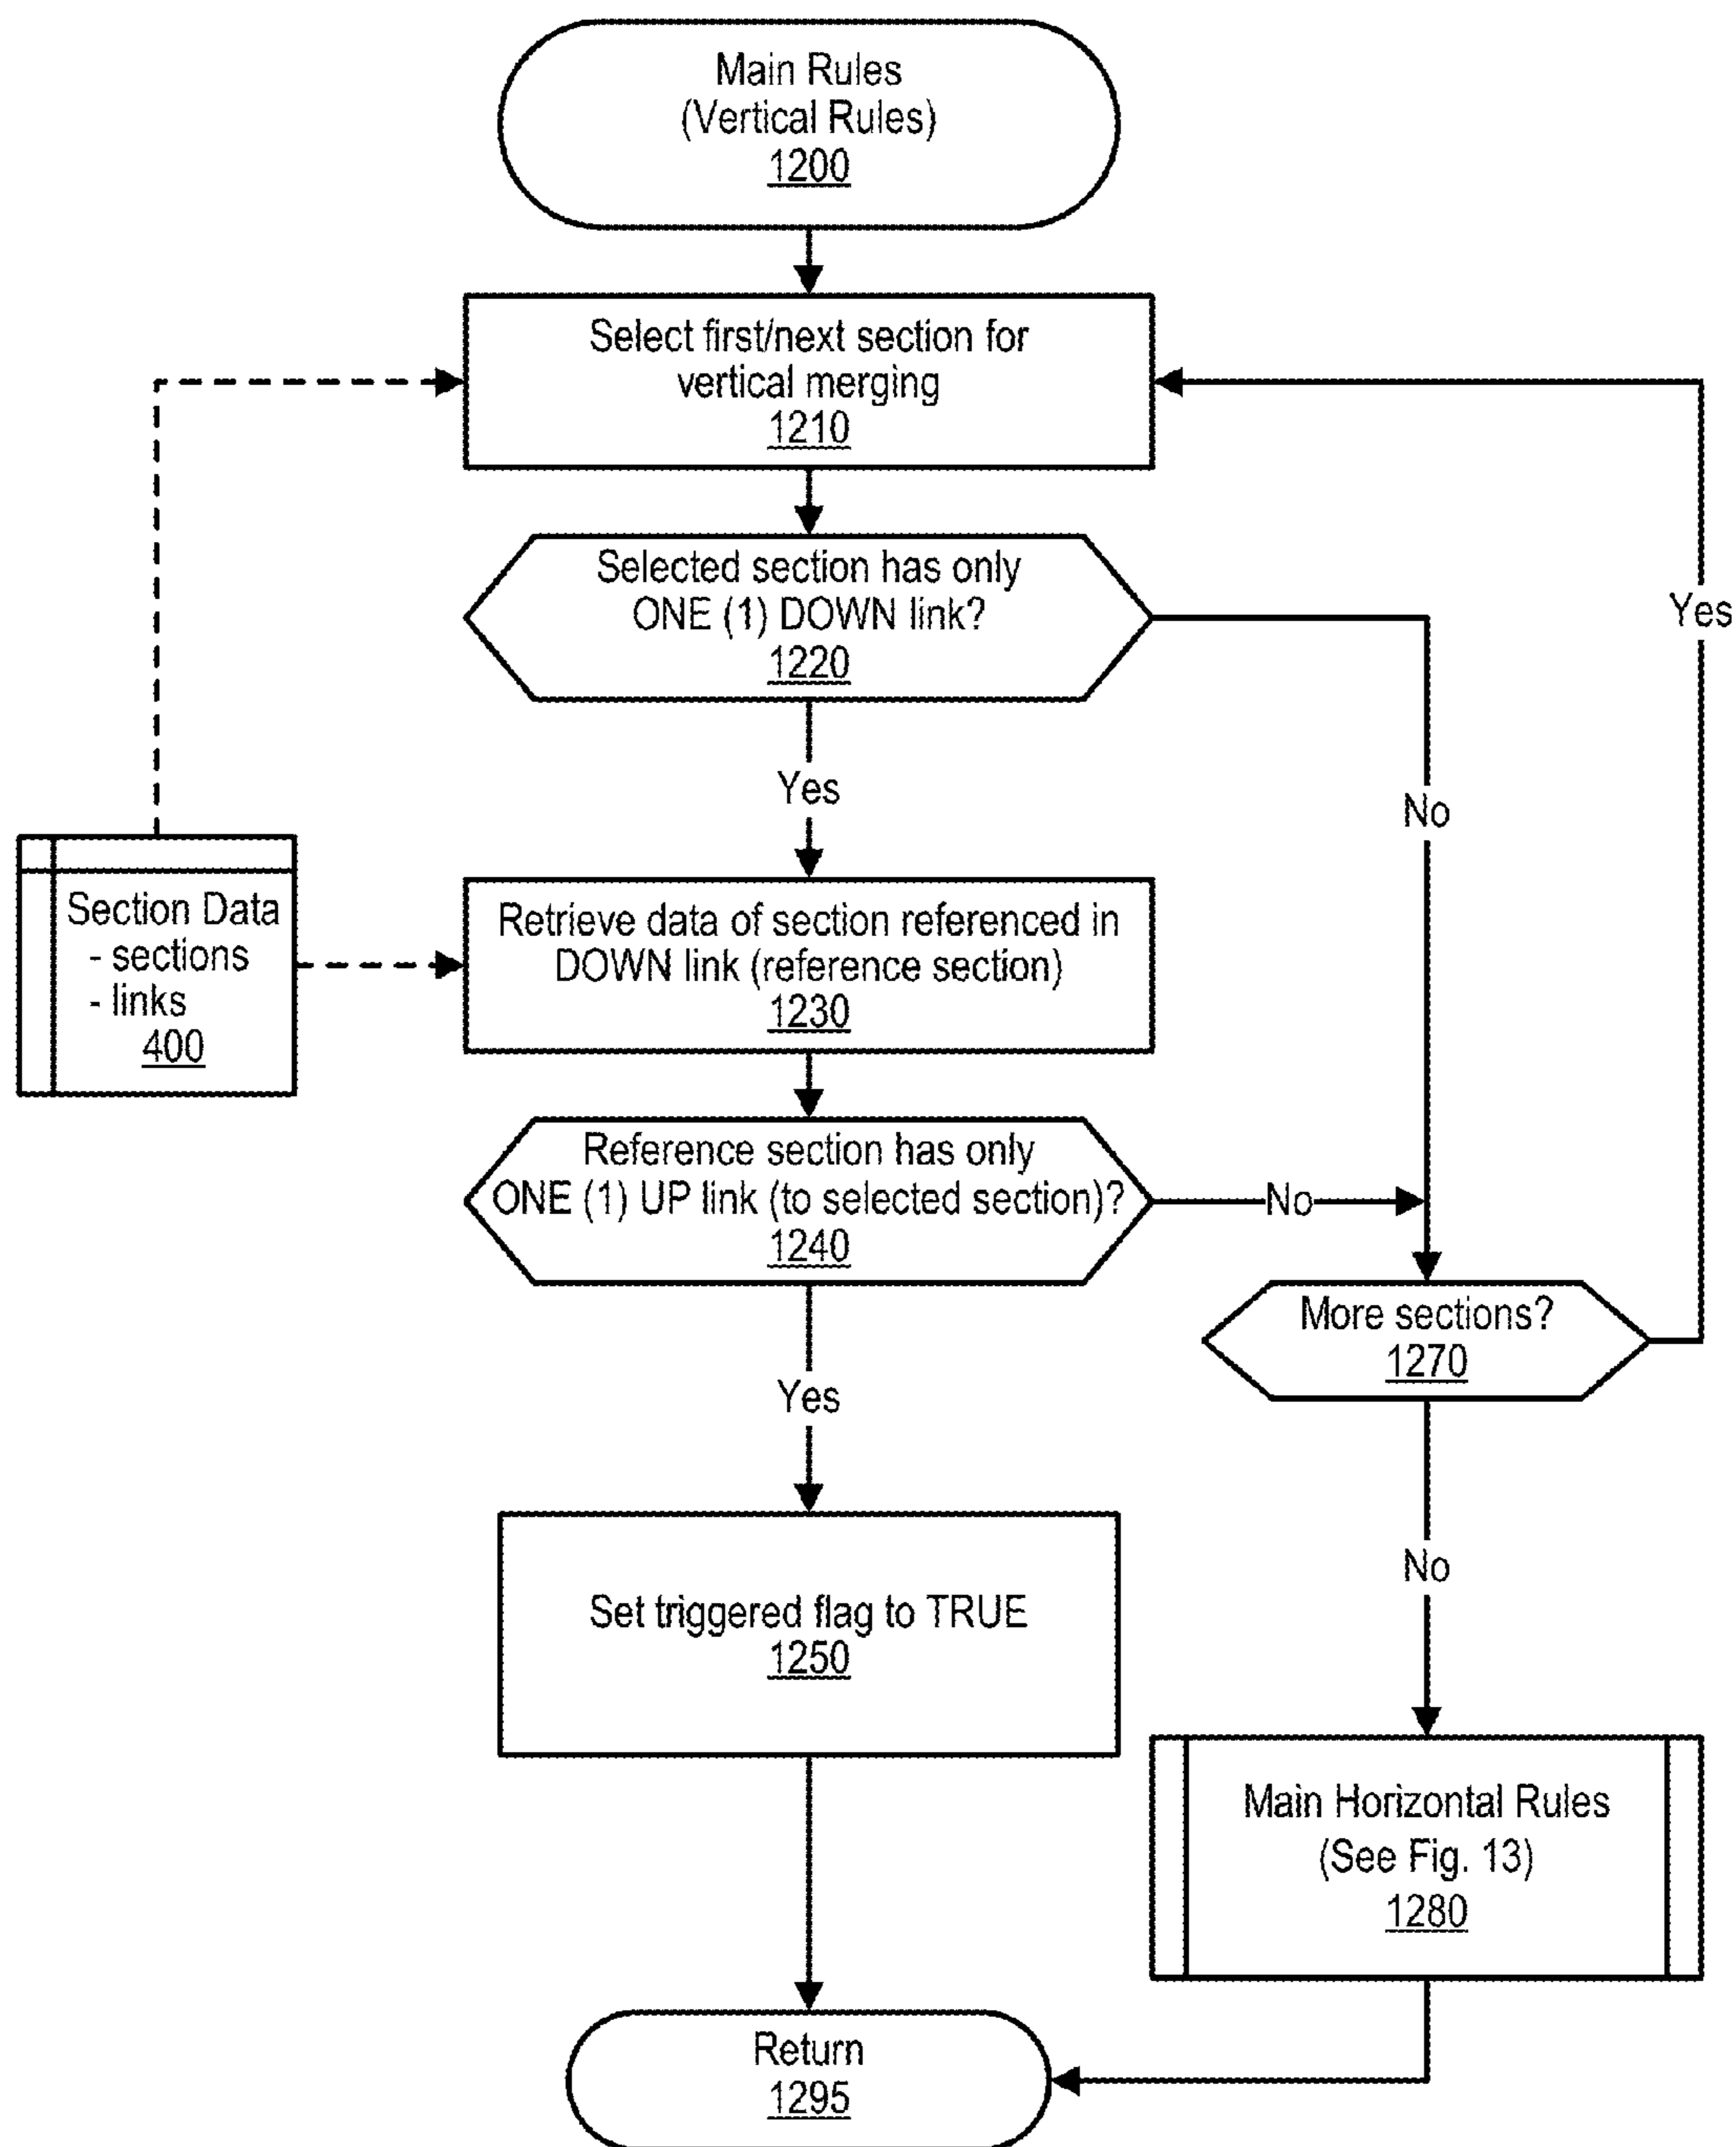 Main Rules
(Vertical Rules)
1200
Select first/next section for
vertical merging
1210
Selected section has only
ONE (1) DOWN link?
1220
Yes
No
Yes
Section Data
- sections
- links
400
Retrieve data of section referenced in
DOWN link (reference section)
1230
Reference section has only
ONE (1) UP link (to selected section)?
1240
No
More sections?
1270
Yes
No
Set triggered flag to TRUE
1250
Main Horizontal Rules
(See Fig. 13)
1280
Return
1295